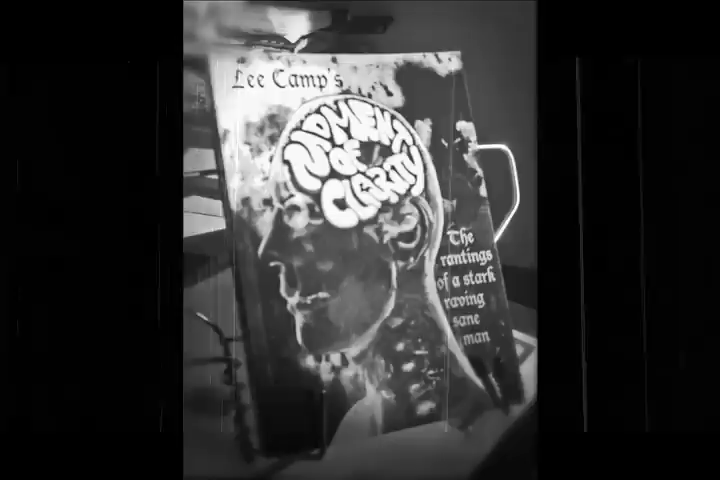 Lee Camp's
MOMENT
OF
CLARITY
The
rantings
of a stark
raving
sane
man